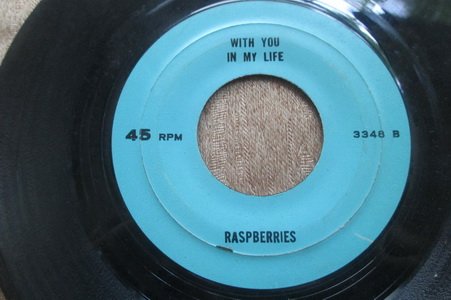 WITH YOU
IN MY LIFE
45 RPM
3348 B
RASPBERRIES